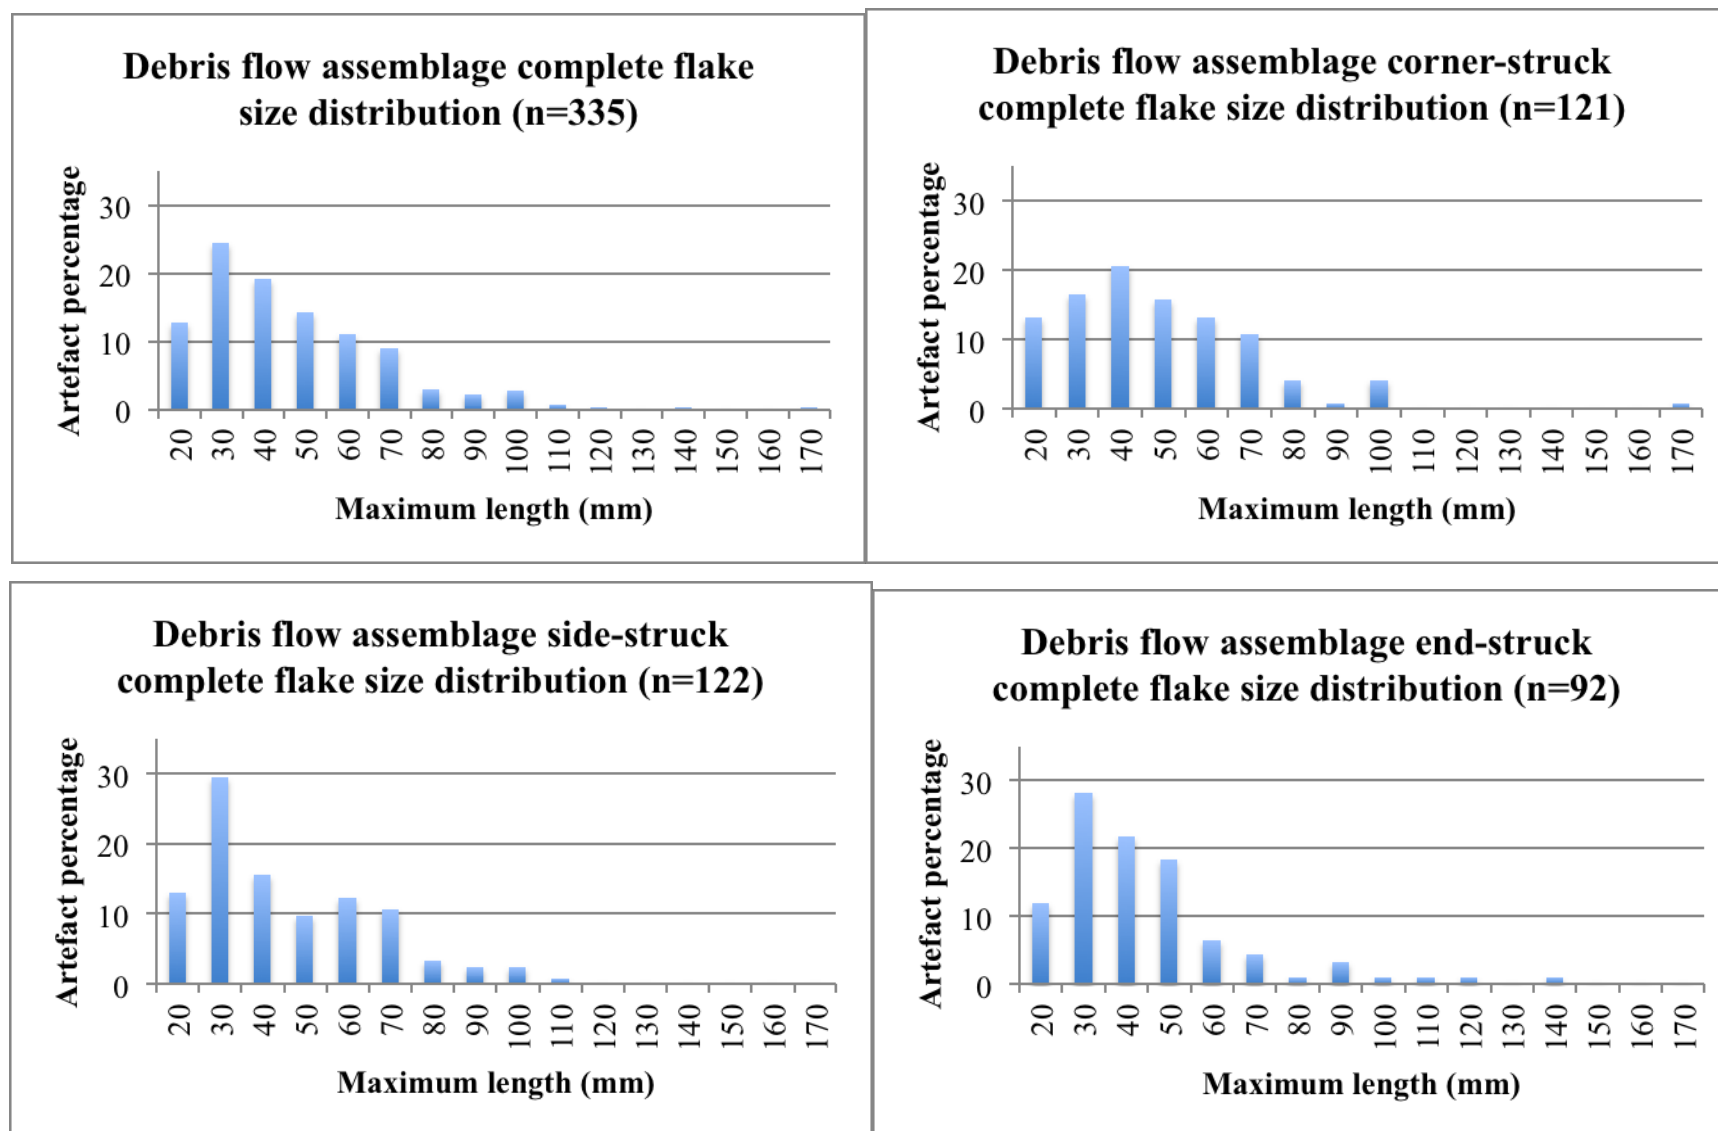 Debris flow assemblage complete flake
size distribution (n=335)
Artefact percentage
30
20
10
0
20 30 40 50 60 70 80 90 100 110 120 130 140 150 160 170
Maximum length (mm)
Debris flow assemblage corner-struck
complete flake size distribution (n=121)
Artefact percentage
30
20
10
0
20 30 40 50 60 70 80 90 100 110 120 130 140 150 160 170
Maximum length (mm)
Debris flow assemblage side-struck
complete flake size distribution (n=122)
Artefact percentage
30
20
10
0
20 30 40 50 60 70 80 90 100 110 120 130 140 150 160 170
Maximum length (mm)
Debris flow assemblage end-struck
complete flake size distribution (n=92)
Artefact percentage
30
20
10
0
20 30 40 50 60 70 80 90 100 110 120 130 140 150 160 170
Maximum length (mm)